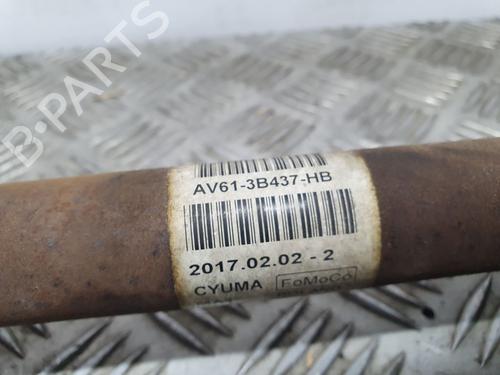 B-PARTS
AV61-3B437-HB
2017.02.02 - 2
CYUMA FoMoCo